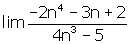 lim (-2n⁴ - 3n + 2)/(4n³ - 5)